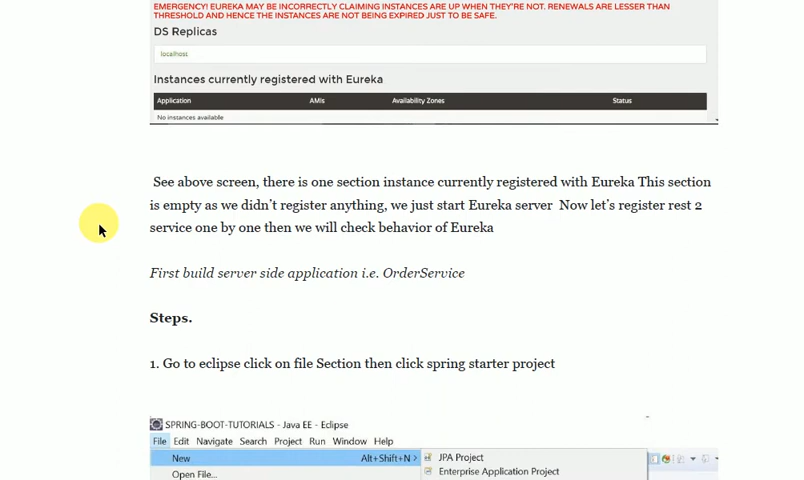 EMERGENCY! EUREKA MAY BE INCORRECTLY CLAIMING INSTANCES ARE UP WHEN THEY'RE NOT. RENEWALS ARE LESSER THAN
THRESHOLD AND HENCE THE INSTANCES ARE NOT BEING EXPIRED JUST TO BE SAFE.
DS Replicas
localhost
Instances currently registered with Eureka
Application AMIs Availability Zones Status
No instances available
See above screen, there is one section instance currently registered with Eureka This section
is empty as we didn't register anything, we just start Eureka server Now let's register rest 2
service one by one then we will check behavior of Eureka
First build server side application i.e. OrderService
Steps.
1. Go to eclipse click on file Section then click spring starter project
SPRING-BOOT-TUTORIALS - Java EE - Eclipse
File Edit Navigate Search Project Run Window Help
New Alt+Shift+N > JPA Project
Open File... Enterprise Application Project